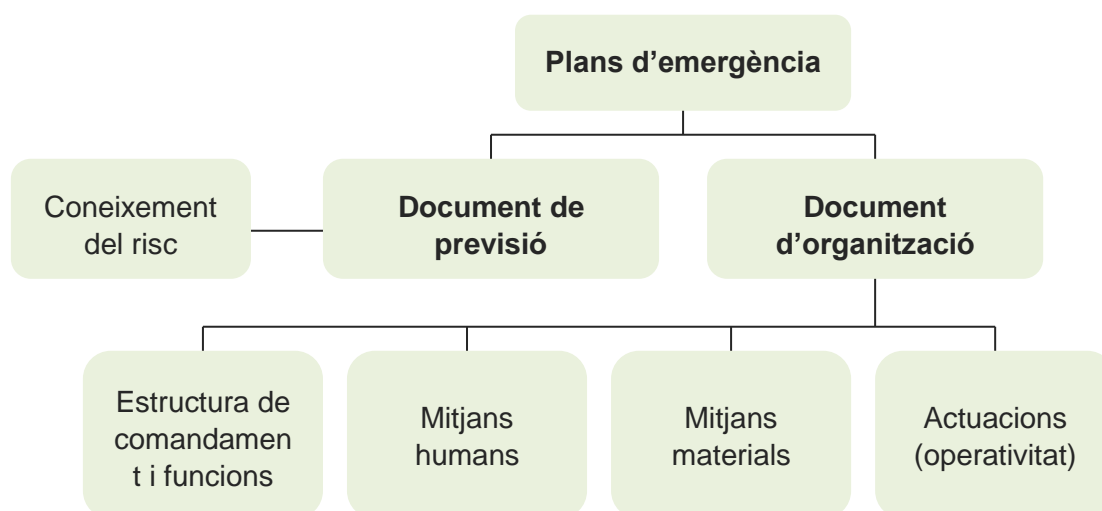 Plans d’emergència
Coneixement
del risc
Document de
previsió
Document
d’organització
Estructura de
comandamen
t i funcions
Mitjans
humans
Mitjans
materials
Actuacions
(operativitat)